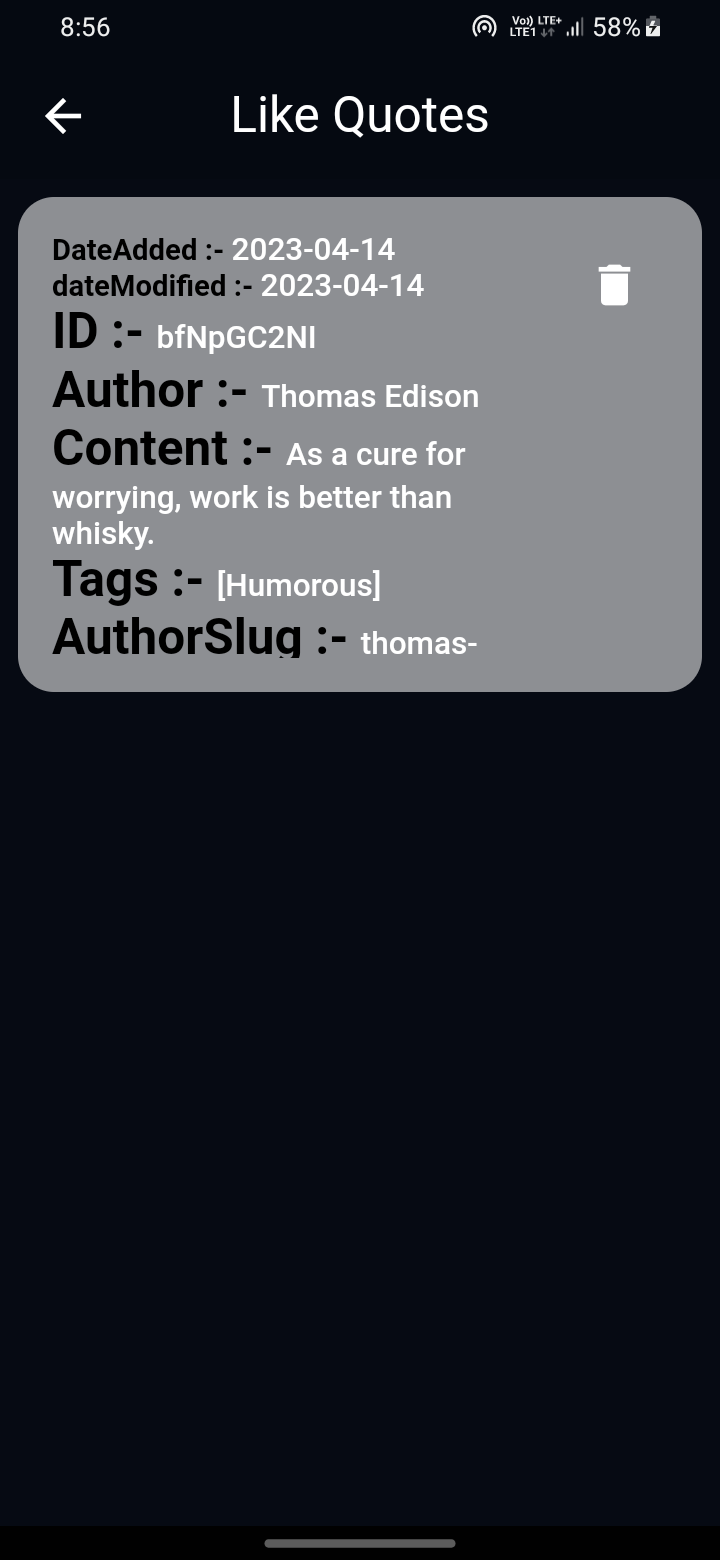 8:56
Vo)) LTE+
LTE1
58%
Like Quotes
DateAdded :- 2023-04-14
dateModified :- 2023-04-14
ID :- bfNpGC2NI
Author :- Thomas Edison
Content :- As a cure for
worrying, work is better than
whisky.
Tags :- [Humorous]
AuthorSlug :- thomas-